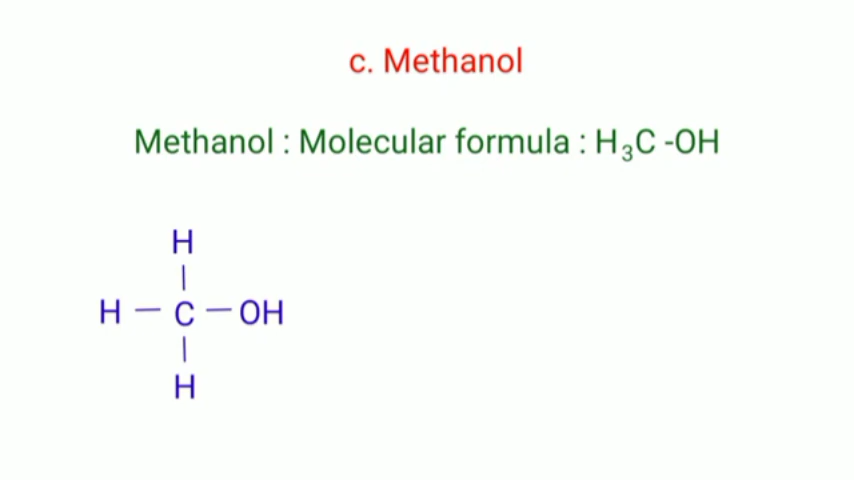 c. Methanol
Methanol : Molecular formula : H₃C -OH
H
|
H — C — OH
|
H